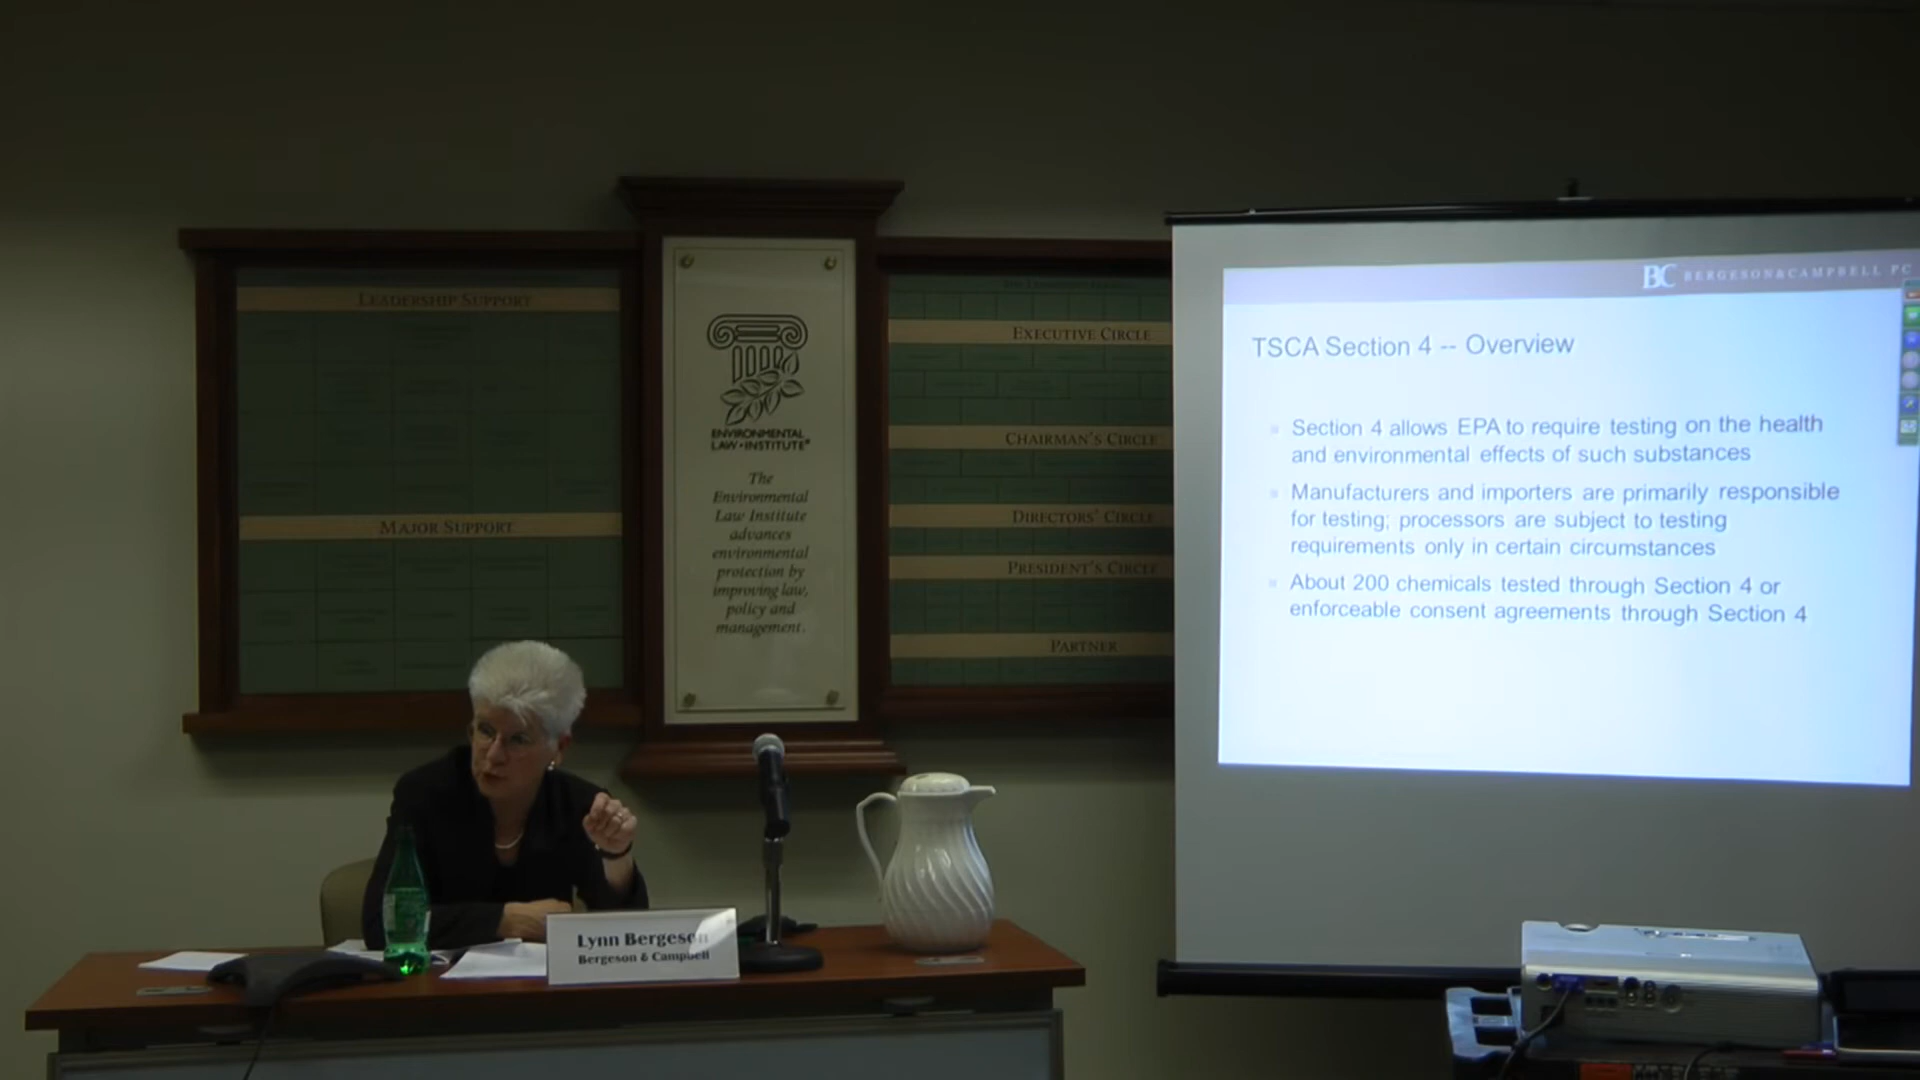 LEADERSHIP SUPPORT
MAJOR SUPPORT
ENVIRONMENTAL
LAW • INSTITUTE®
The
Environmental
Law Institute
advances
environmental
protection by
improving law,
policy and
management.
EXECUTIVE CIRCLE
CHAIRMAN'S CIRCLE
DIRECTORS' CIRCLE
PRESIDENT'S CIRCLE
PARTNER
BC BERGESON & CAMPBELL PC
TSCA Section 4 -- Overview
Section 4 allows EPA to require testing on the health
and environmental effects of such substances
Manufacturers and importers are primarily responsible
for testing; processors are subject to testing
requirements only in certain circumstances
About 200 chemicals tested through Section 4 or
enforceable consent agreements through Section 4
Lynn Bergeson
Bergeson & Campbell